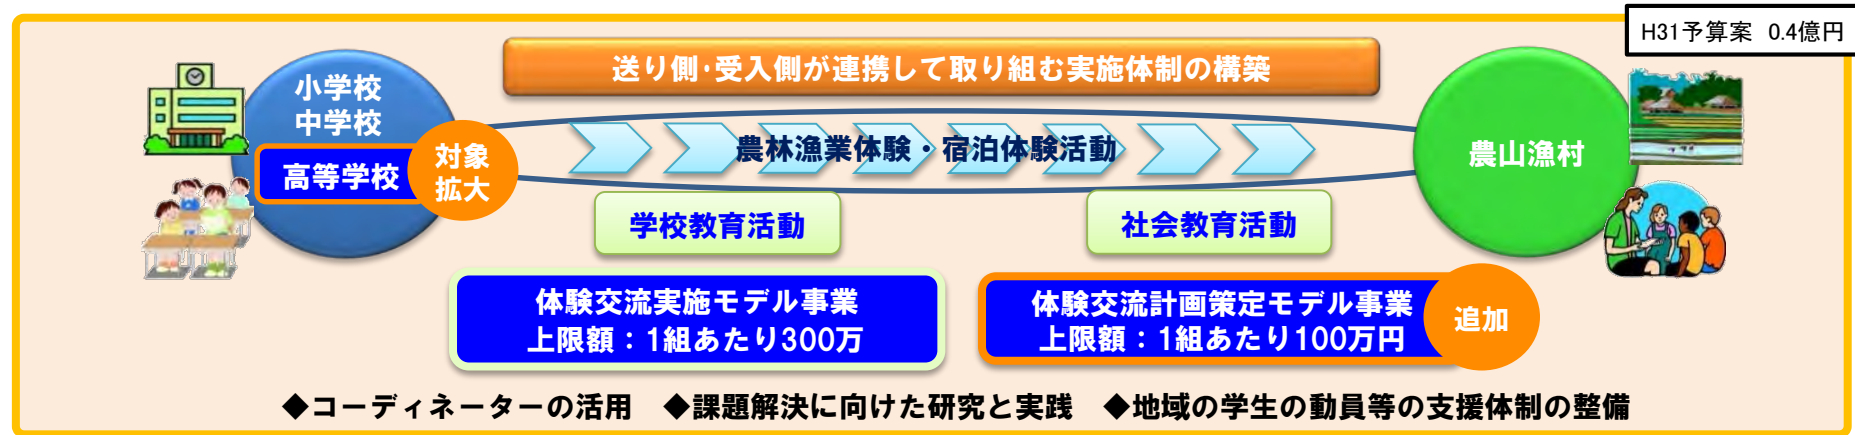 H31予算案 0.4億円
送り側・受入側が連携して取り組む実施体制の構築
小学校
中学校
高等学校
対象
拡大
農林漁業体験・宿泊体験活動
農山漁村
学校教育活動
社会教育活動
体験交流実施モデル事業
上限額：1組あたり300万
体験交流計画策定モデル事業
上限額：1組あたり100万円
追加
◆コーディネーターの活用 ◆課題解決に向けた研究と実践 ◆地域の学生の動員等の支援体制の整備